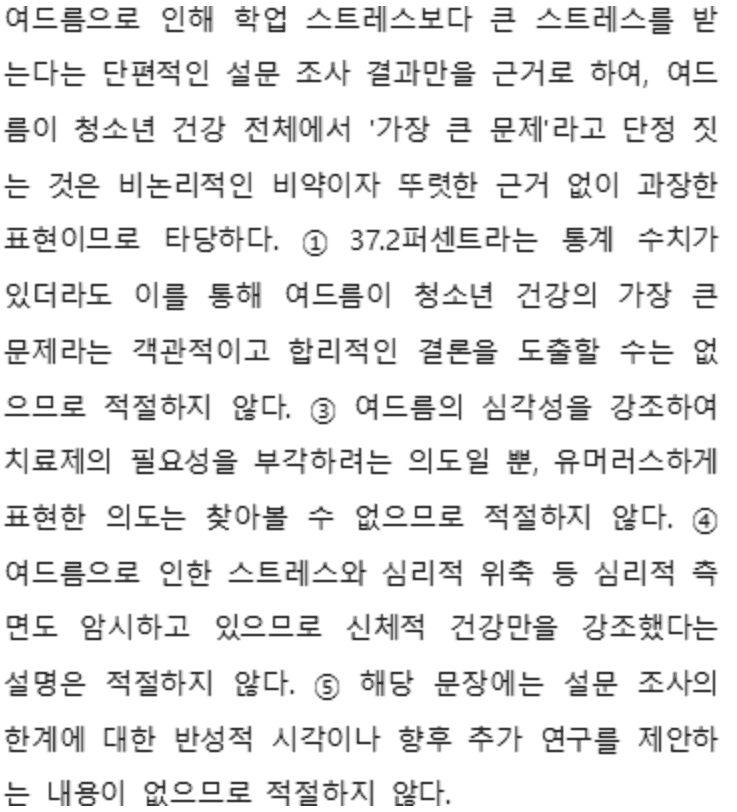 여드름으로 인해 학업 스트레스보다 큰 스트레스를 받
는다는 단편적인 설문 조사 결과만을 근거로 하여, 여드
름이 청소년 건강 전체에서 '가장 큰 문제'라고 단정 짓
는 것은 비논리적인 비약이자 뚜렷한 근거 없이 과장한
표현이므로 타당하다. ① 37.2퍼센트라는 통계 수치가
있더라도 이를 통해 여드름이 청소년 건강의 가장 큰
문제라는 객관적이고 합리적인 결론을 도출할 수는 없
으므로 적절하지 않다. ③ 여드름의 심각성을 강조하여
치료제의 필요성을 부각하려는 의도일 뿐, 유머러스하게
표현한 의도는 찾아볼 수 없으므로 적절하지 않다. ④
여드름으로 인한 스트레스와 심리적 위축 등 심리적 측
면도 암시하고 있으므로 신체적 건강만을 강조했다는
설명은 적절하지 않다. ⑤ 해당 문장에는 설문 조사의
한계에 대한 반성적 시각이나 향후 추가 연구를 제안하
는 내용이 없으므로 적절하지 않다.